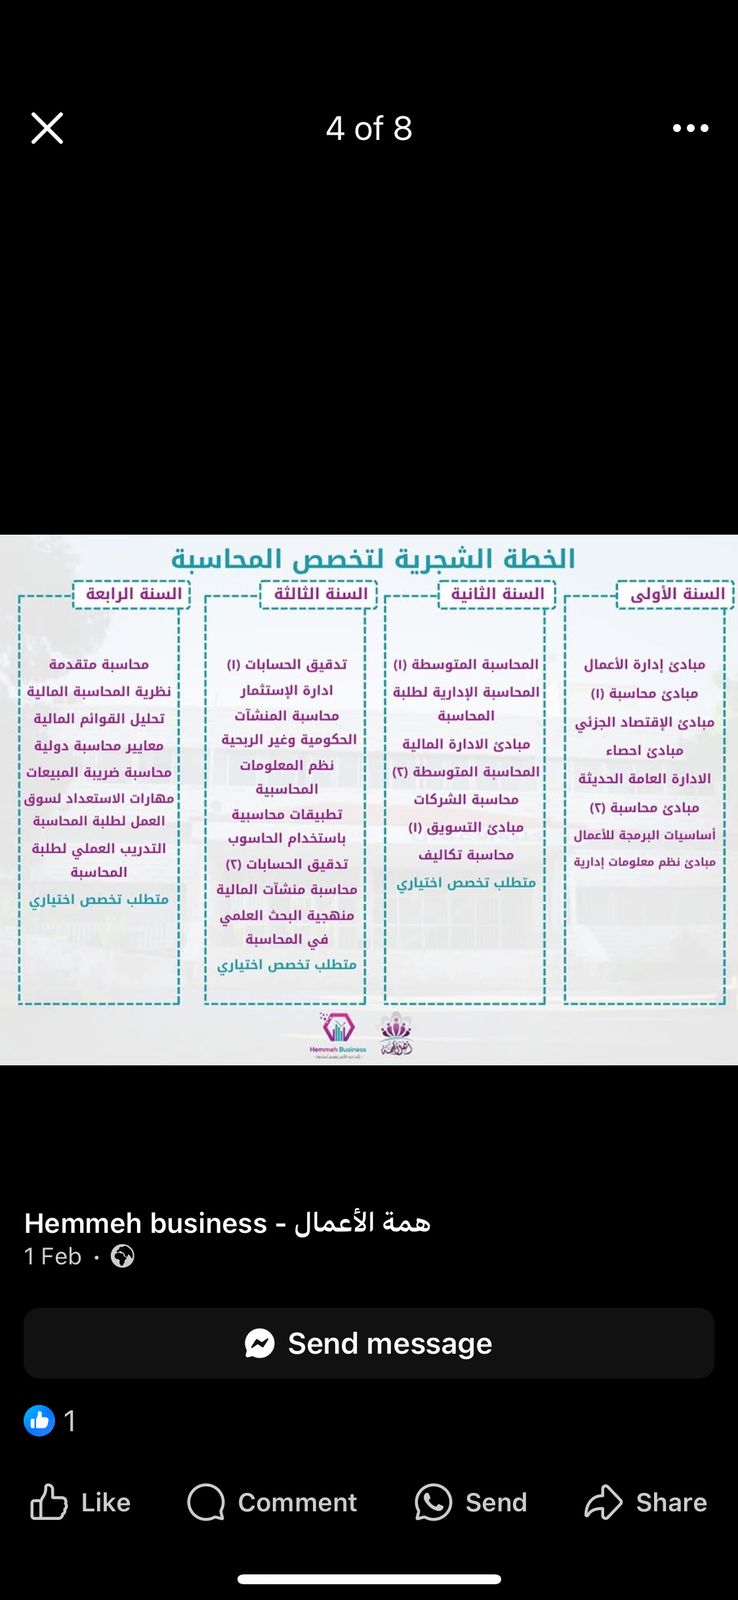 4 of 8
الخطة الشجرية لتخصص المحاسبة
السنة الأولى
مبادئ إدارة الأعمال
مبادئ محاسبة (١)
مبادئ الإقتصاد الجزئي
مبادئ احصاء
الادارة العامة الحديثة
مبادئ محاسبة (٢)
أساسيات البرمجة للأعمال
مبادئ نظم معلومات إدارية
السنة الثانية
المحاسبة المتوسطة (١)
المحاسبة الإدارية لطلبة
المحاسبة
مبادئ الادارة المالية
المحاسبة المتوسطة (٢)
محاسبة الشركات
مبادئ التسويق (١)
محاسبة تكاليف
متطلب تخصص اختياري
السنة الثالثة
تدقيق الحسابات (١)
ادارة الإستثمار
محاسبة المنشآت
الحكومية وغير الربحية
نظم المعلومات
المحاسبية
تطبيقات محاسبية
باستخدام الحاسوب
تدقيق الحسابات (٢)
محاسبة منشآت المالية
منهجية البحث العلمي
في المحاسبة
متطلب تخصص اختياري
السنة الرابعة
محاسبة متقدمة
نظرية المحاسبة المالية
تحليل القوائم المالية
معايير محاسبة دولية
محاسبة ضريبة المبيعات
مهارات الاستعداد لسوق
العمل لطلبة المحاسبة
التدريب العملي لطلبة
المحاسبة
متطلب تخصص اختياري
Hemmeh Business
Hemmeh business - همة الأعمال
1 Feb ·
Send message
1
Like
Comment
Send
Share